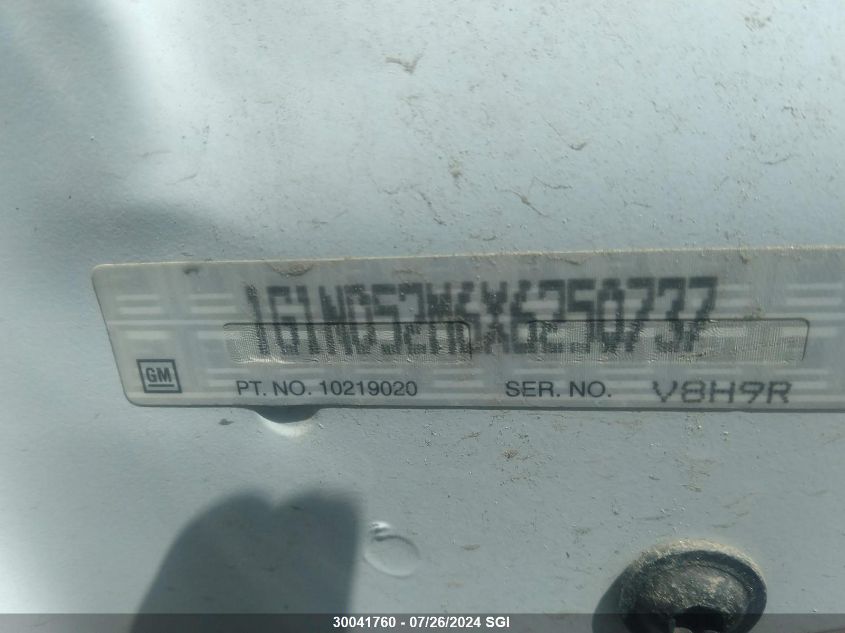 1G1ND52M6X6250737
GM PT. NO. 10219020 SER. NO. V8H9R
30041760 - 07/26/2024 SGI